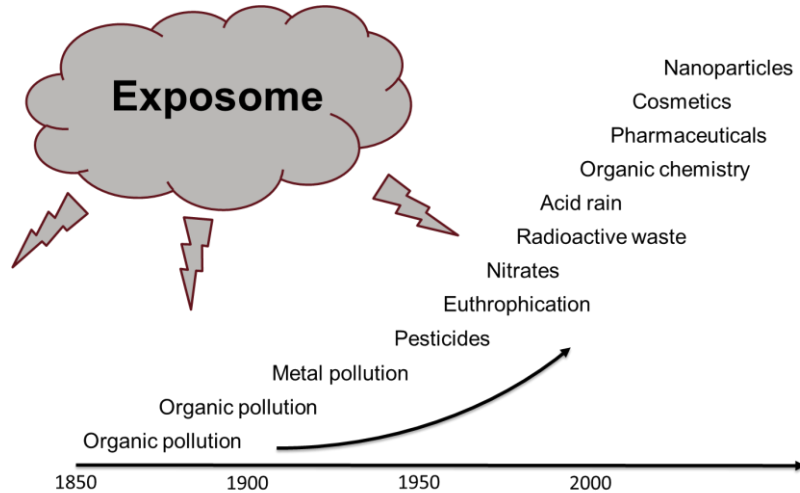 Exposome
Nanoparticles
Cosmetics
Pharmaceuticals
Organic chemistry
Acid rain
Radioactive waste
Nitrates
Euthrophication
Pesticides
Metal pollution
Organic pollution
Organic pollution
1850 1900 1950 2000